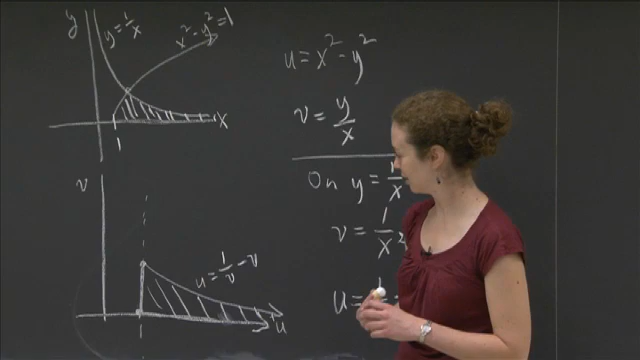 y
y = 1/x
x² - y² = 1
x
1
v
u = 1/v - v
u
u = x² - y²
v = y/x
On y = 1/x
v = 1/x²
u =